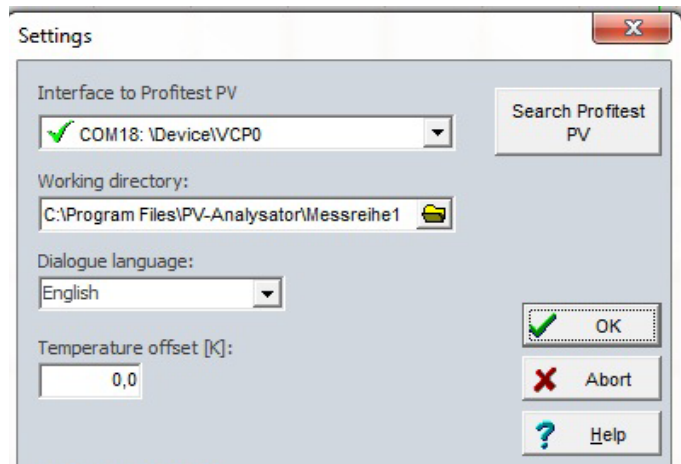 Settings
Interface to Profitest PV
COM18: \Device\VCP0
Search Profitest
PV
Working directory:
C:\Program Files\PV-Analysator\Messreihe1
Dialogue language:
English
Temperature offset [K]:
0,0
OK
Abort
Help